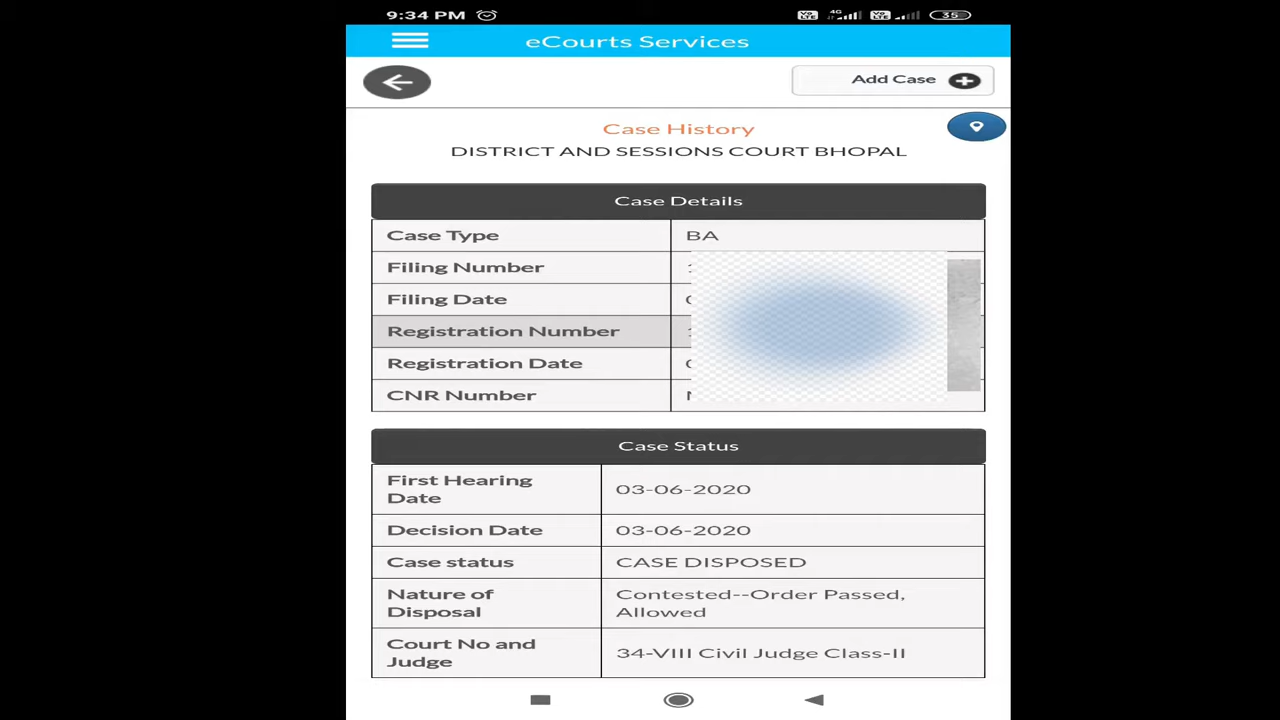 9:34 PM
4G
35
eCourts Services
Add Case
Case History
DISTRICT AND SESSIONS COURT BHOPAL
Case Details
Case Type BA
Filing Number
Filing Date
Registration Number
Registration Date
CNR Number
Case Status
First Hearing Date 03-06-2020
Decision Date 03-06-2020
Case status CASE DISPOSED
Nature of Disposal Contested--Order Passed, Allowed
Court No and Judge 34-VIII Civil Judge Class-II